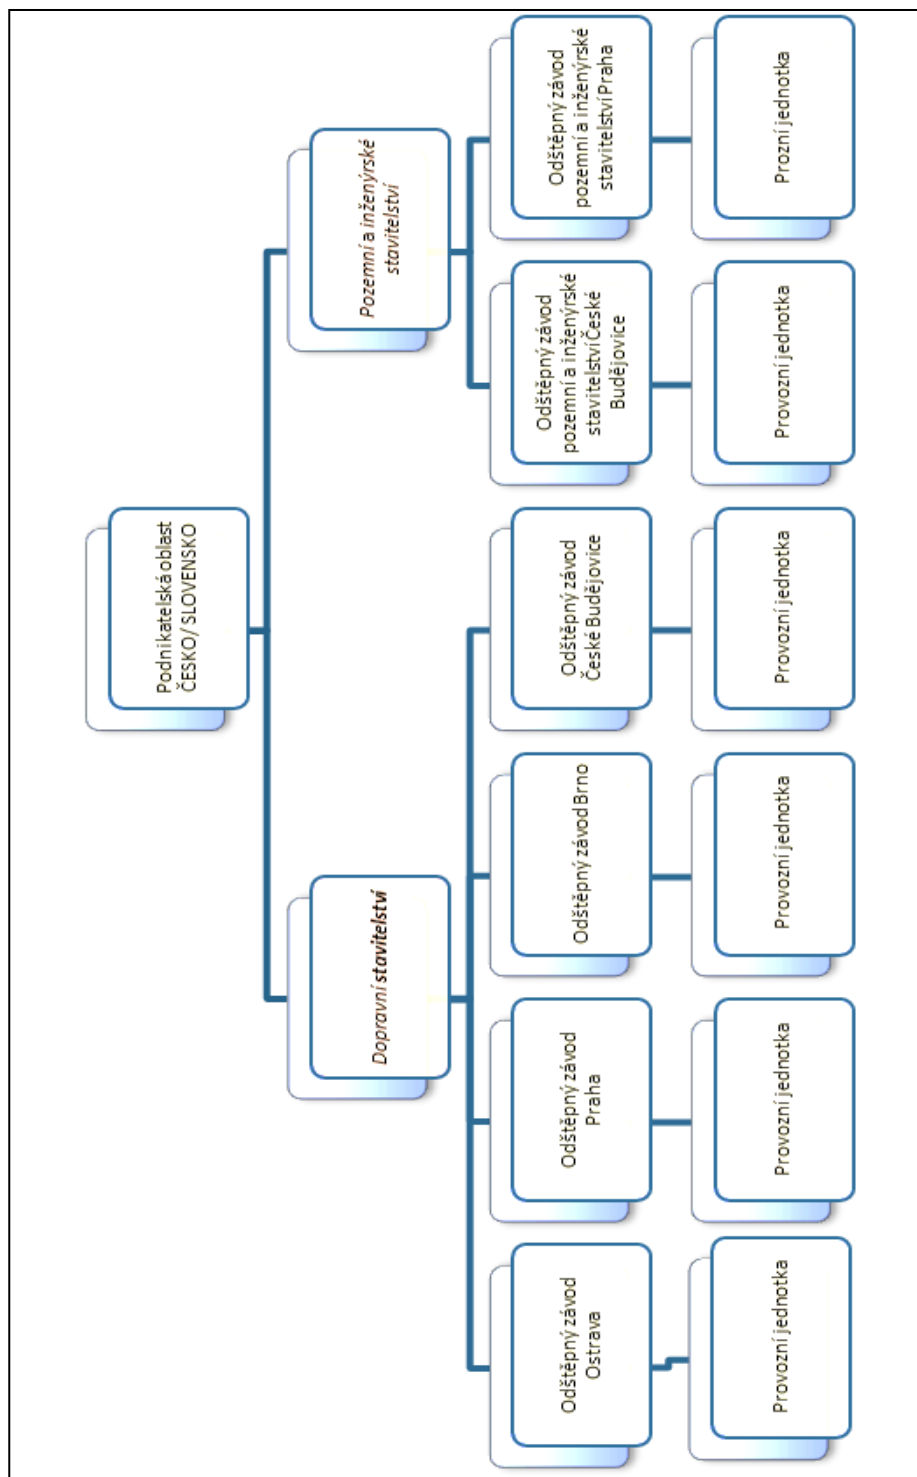 Podnikatelská oblast
ČESKO/ SLOVENSKO
Dopravní stavitelství
Pozemní a inženýrské
stavitelství
Odštěpný závod
Ostrava
Odštěpný závod
Praha
Odštěpný závod Brno
Odštěpný závod
České Budějovice
Odštěpný závod
pozemní a inženýrské
stavitelství České
Budějovice
Odštěpný závod
pozemní a inženýrské
stavitelství Praha
Provozní jednotka
Provozní jednotka
Provozní jednotka
Provozní jednotka
Provozní jednotka
Prozní jednotka